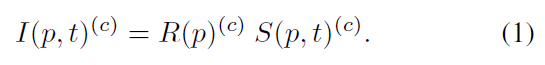 I(p, t)^{(c)} = R(p)^{(c)} S(p, t)^{(c)}. (1)